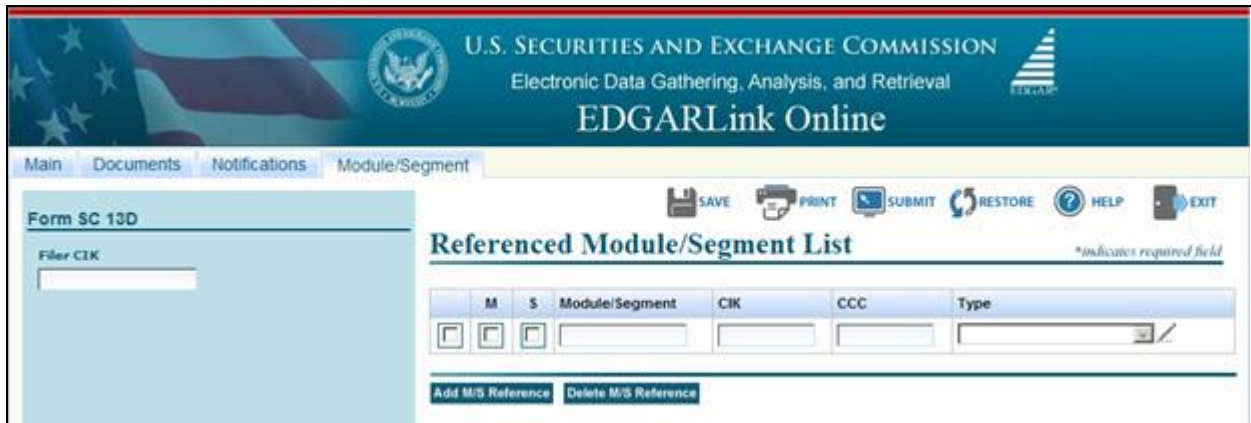 U.S. SECURITIES AND EXCHANGE COMMISSION
Electronic Data Gathering, Analysis, and Retrieval
EDGAR®
EDGARLink Online
Main Documents Notifications Module/Segment
SAVE PRINT SUBMIT RESTORE HELP EXIT
Form SC 13D
Filer CIK
Referenced Module/Segment List
*indicates required field
M S Module/Segment CIK CCC Type
Add M/S Reference Delete M/S Reference